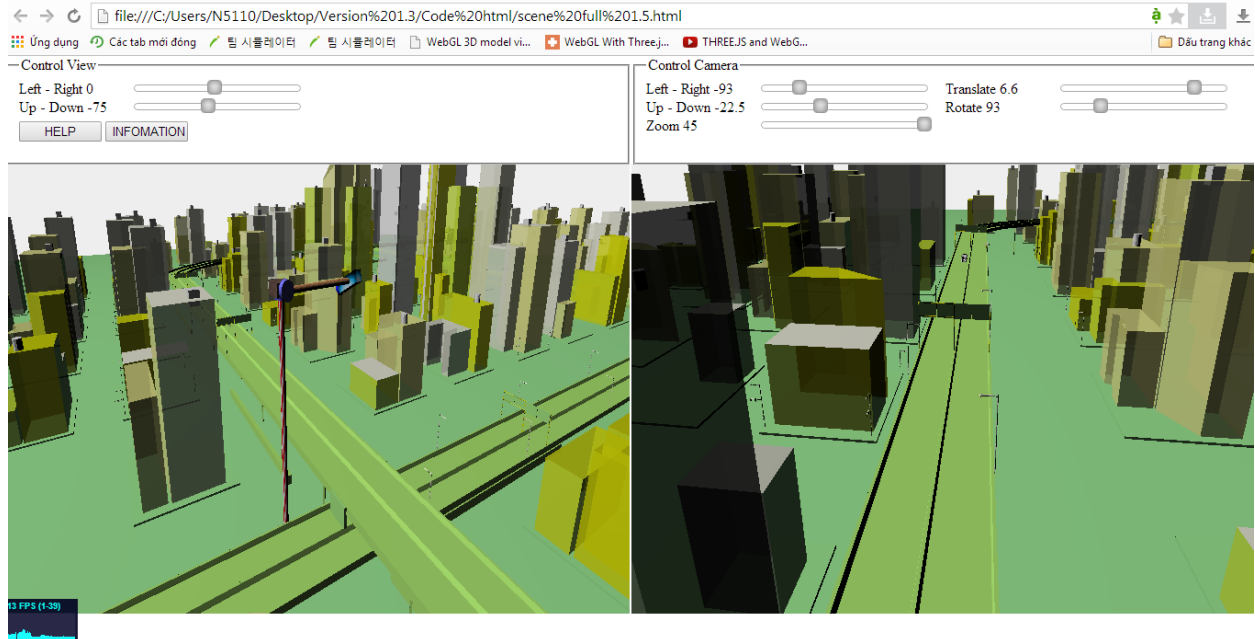 file:///C:/Users/N5110/Desktop/Version%201.3/Code%20html/scene%20full%201.5.html
Ứng dụng Các tab mới đóng 팀 시뮬레이터 팀 시뮬레이터 WebGL 3D model vi... WebGL With Three.j... THREE.JS and WebG... Dấu trang khác
Control View
Left - Right 0
Up - Down -75
HELP INFOMATION
Control Camera
Left - Right -93 Translate 6.6
Up - Down -22.5 Rotate 93
Zoom 45
13 FPS (1-39)